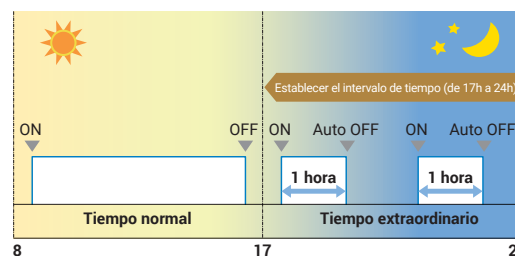 Establecer el intervalo de tiempo (de 17h a 24h)
ON OFF ON Auto OFF ON Auto OFF
1 hora 1 hora
Tiempo normal Tiempo extraordinario
8 17 2